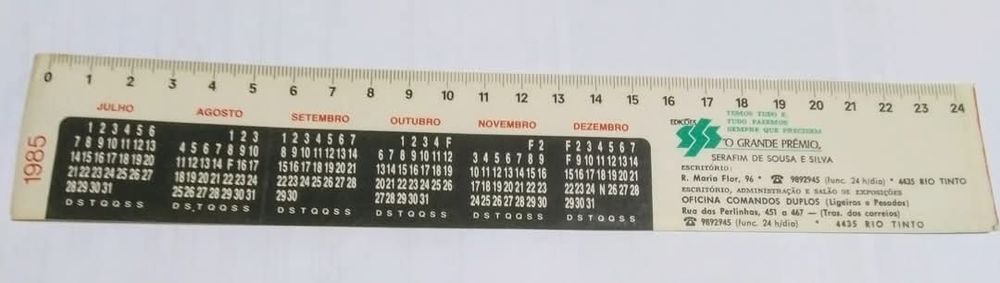 0 1 2 3 4 5 6 7 8 9 10 11 12 13 14 15 16 17 18 19 20 21 22 23 24
1985
JULHO
1 2 3 4 5 6
7 8 9 10 11 12 13
14 15 16 17 18 19 20
21 22 23 24 25 26 27
28 29 30 31
D S T Q Q S S
AGOSTO
1 2 3
4 5 6 7 8 9 10
11 12 13 14 F 16 17
18 19 20 21 22 23 24
25 26 27 28 29 30 31
D S T Q Q S S
SETEMBRO
1 2 3 4 5 6 7
8 9 10 11 12 13 14
15 16 17 18 19 20 21
22 23 24 25 26 27 28
29 30
D S T Q Q S S
OUTUBRO
1 2 3 4 F
6 7 8 9 10 11 12
13 14 15 16 17 18 19
20 21 22 23 24 25 26
27 28 29 30 31
D S T Q Q S S
NOVEMBRO
F 2
3 4 5 6 7 8 9
10 11 12 13 14 15 16
17 18 19 20 21 22 23
24 25 26 27 28 29 30
D S T Q Q S S
DEZEMBRO
F 2 3 4 5 6 7
F 9 10 11 12 13 14
15 16 17 18 19 20 21
22 23 24 N 26 27 28
29 30 31
D S T Q Q S S
EDIÇÕES
TEMOS TUDO E
TUDO FAZEMOS
SEMPRE QUE PRECISEM
"O GRANDE PRÉMIO,,
SERAFIM DE SOUSA E SILVA
ESCRITÓRIO:
R. Maria Flor, 96 * ☎ 9892945 (func. 24 h/dia) * 4435 RIO TINTO
ESCRITÓRIO, ADMINISTRAÇÃO E SALÃO DE EXPOSIÇÕES
OFICINA COMANDOS DUPLOS (Ligeiros e Pesados)
Rua das Perlinhas, 451 a 467 — (Tras. dos correios)
☎ 9892945 (func. 24 h/dia) * 4435 RIO TINTO